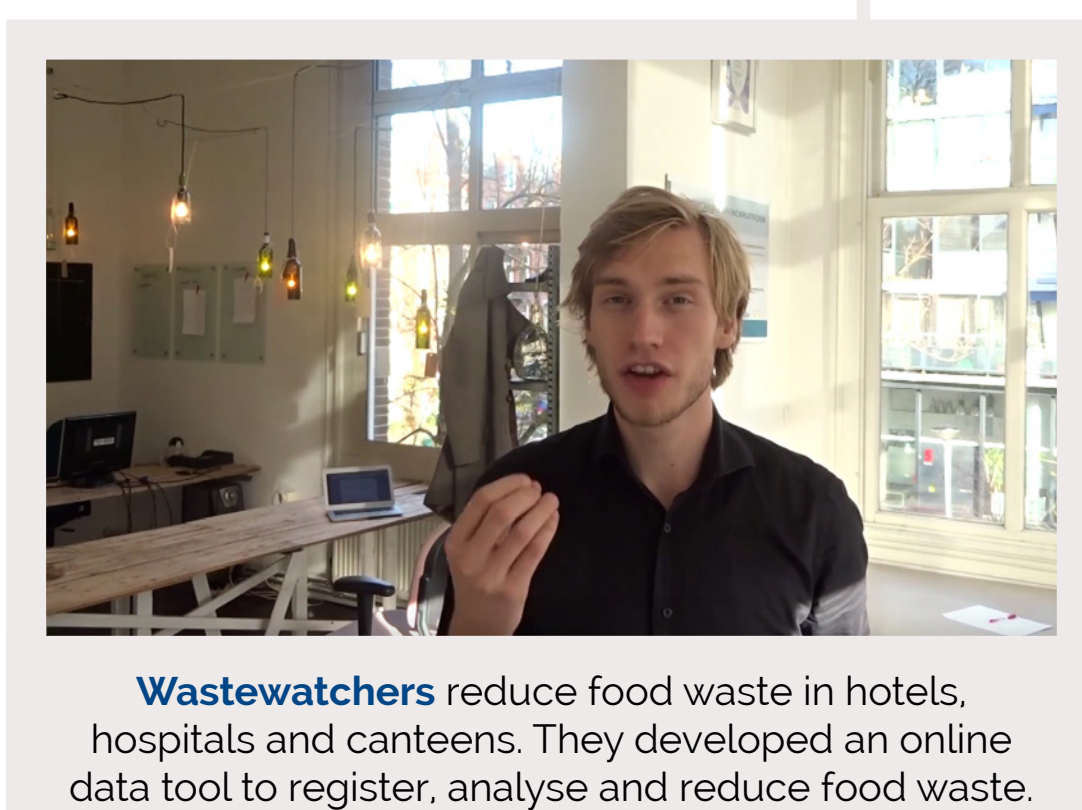 Wastewatchers reduce food waste in hotels,
hospitals and canteens. They developed an online
data tool to register, analyse and reduce food waste.